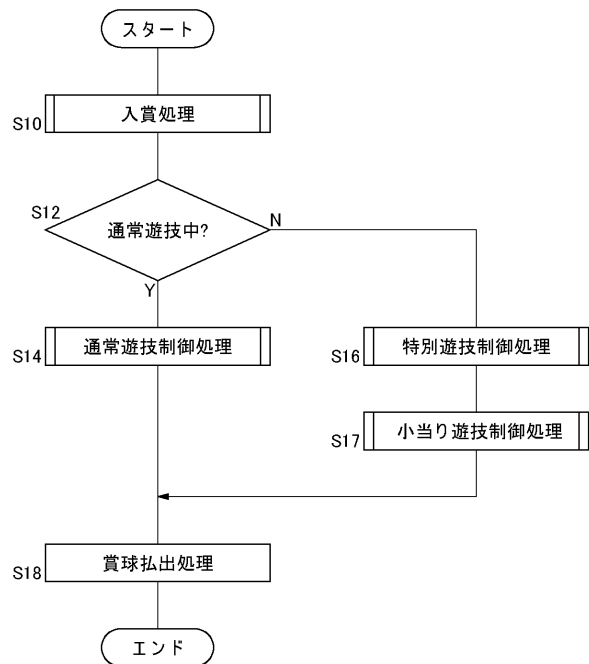 スタート
入賞処理
S10
S12
通常遊技中?
N
Y
通常遊技制御処理
S14
特別遊技制御処理
S16
小当り遊技制御処理
S17
賞球払出処理
S18
エンド